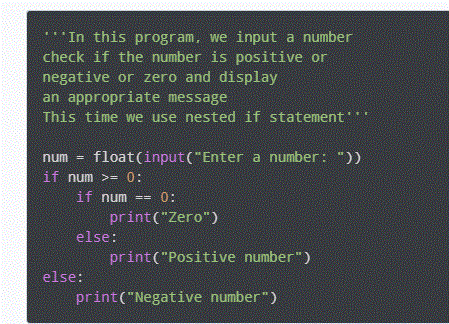 '''In this program, we input a number
check if the number is positive or
negative or zero and display
an appropriate message
This time we use nested if statement'''

num = float(input("Enter a number: "))
if num >= 0:
    if num == 0:
        print("Zero")
    else:
        print("Positive number")
else:
    print("Negative number")